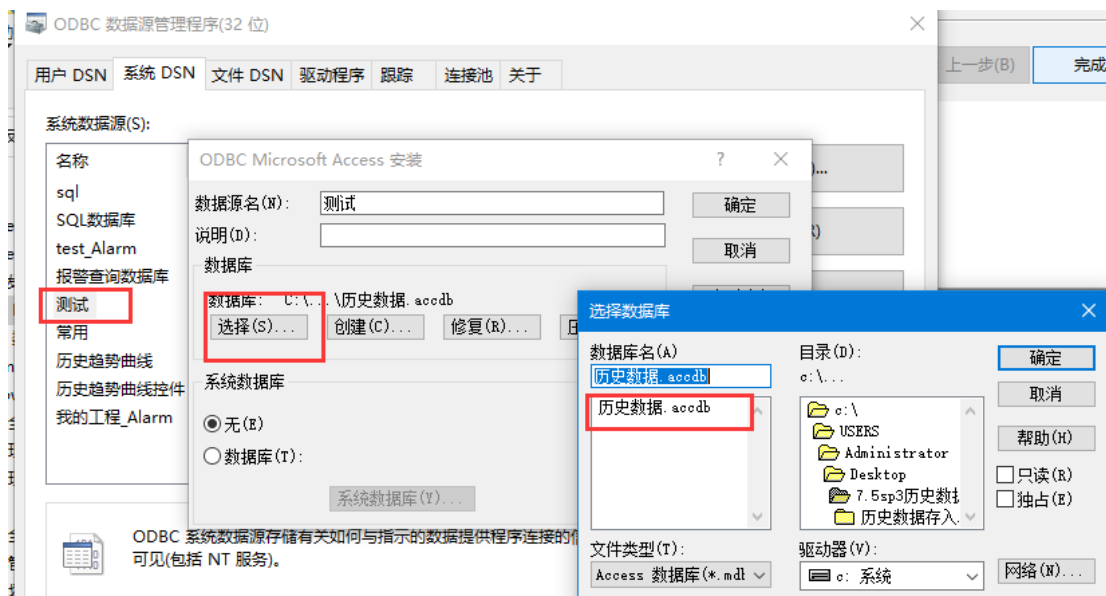 ODBC 数据源管理程序(32 位)
上一步(B)
完成
用户 DSN
系统 DSN
文件 DSN
驱动程序
跟踪
连接池
关于
系统数据源(S):
名称
sql
SQL数据库
test_Alarm
报警查询数据库
测试
常用
历史趋势曲线
历史趋势曲线控件
我的工程_Alarm
ODBC Microsoft Access 安装
数据源名(N):
测试
确定
说明(D):
取消
数据库
数据库: C:\...\历史数据.accdb
选择(S)...
创建(C)...
修复(R)...
系统数据库
无(E)
数据库(T):
系统数据库(Y)...
ODBC 系统数据源存储有关如何与指示的数据提供程序连接的
可见(包括 NT 服务)。
选择数据库
数据库名(A)
历史数据.accdb
历史数据.accdb
目录(D):
c:\...
c:\
USERS
Administrator
Desktop
7.5sp3历史数
历史数据存入
确定
取消
帮助(H)
只读(R)
独占(E)
文件类型(T):
Access 数据库(*.md
驱动器(V):
c: 系统
网络(N)...